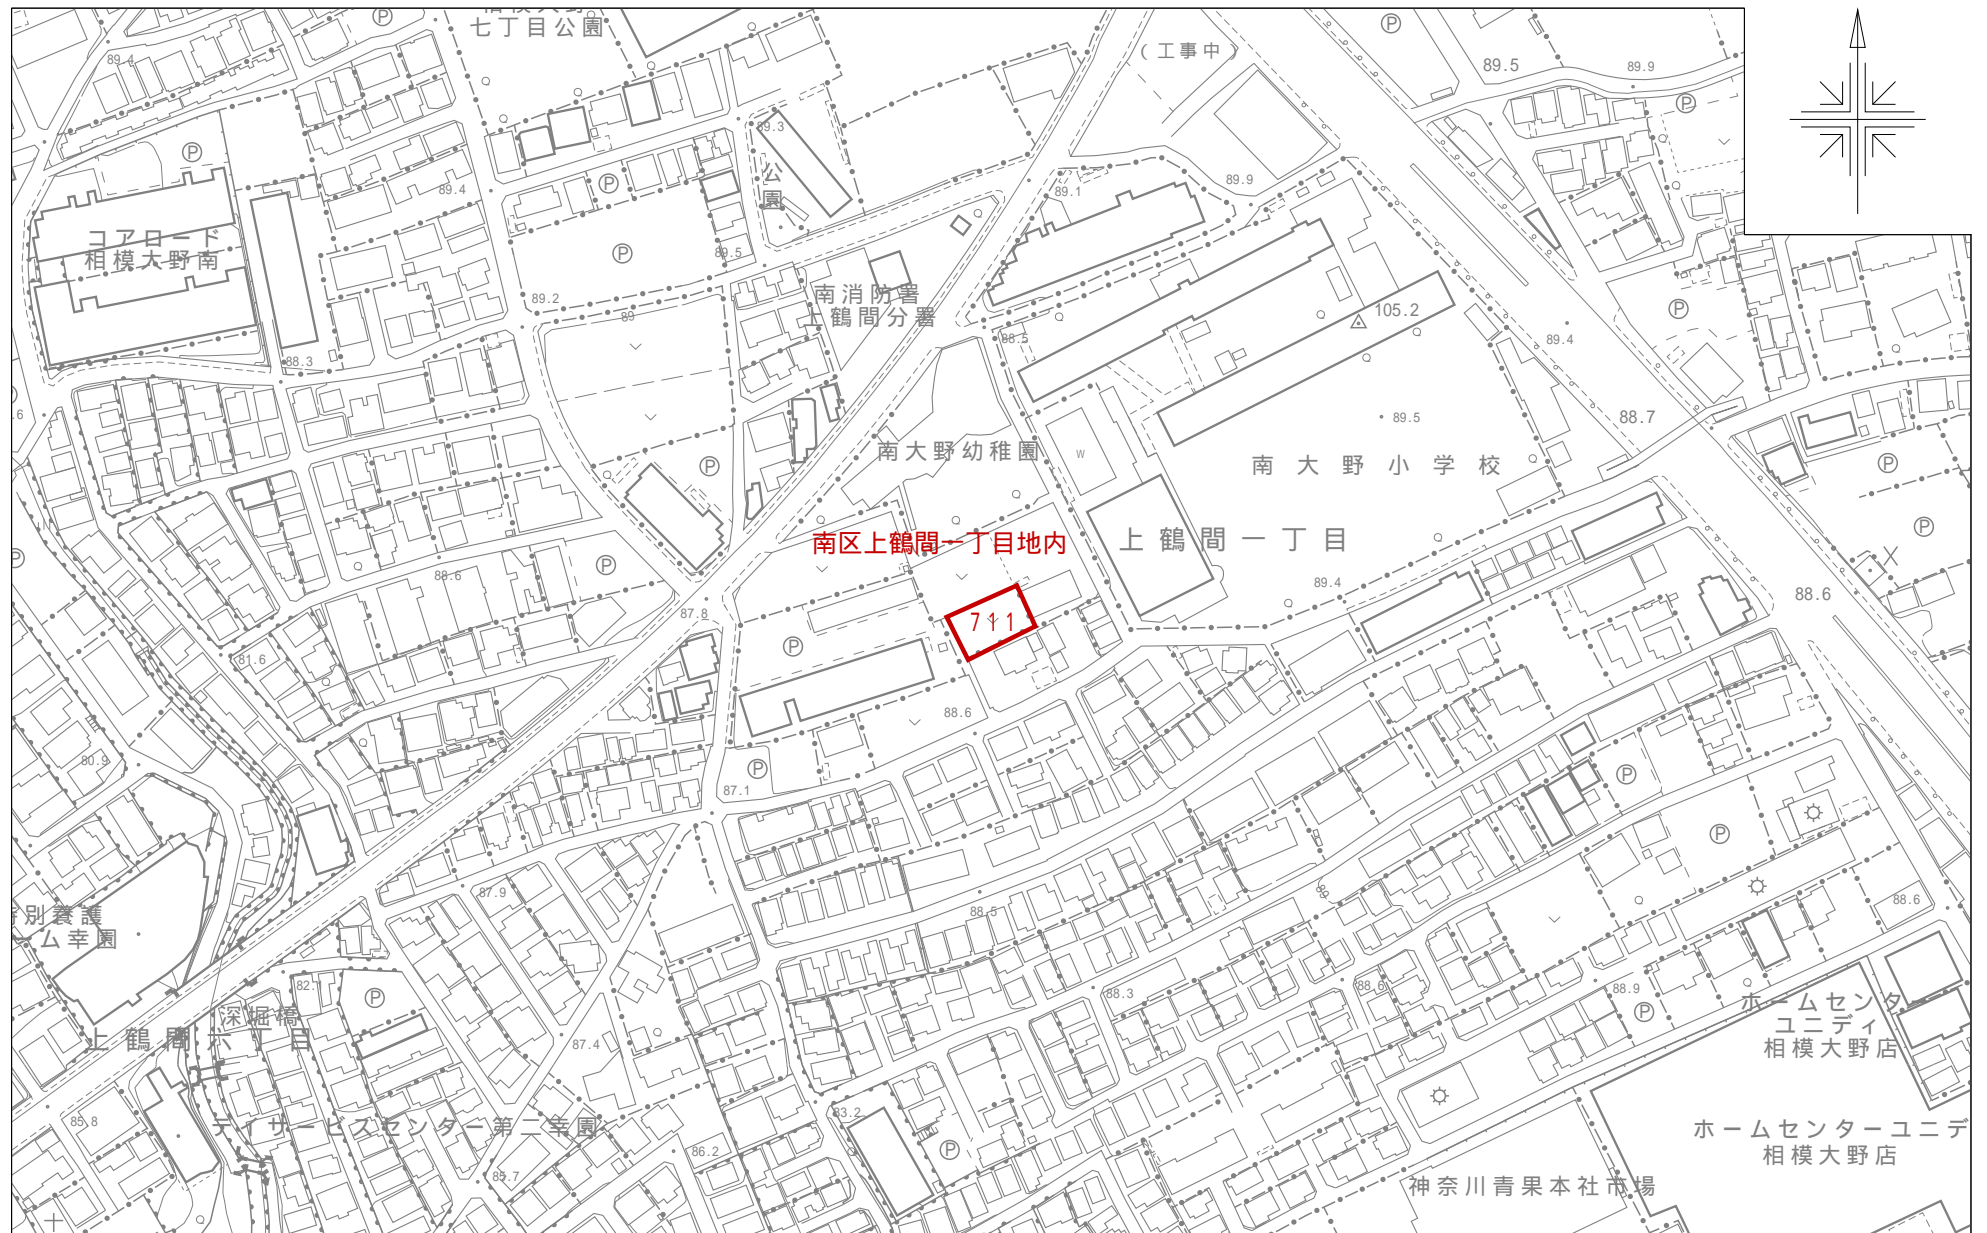 七丁目公園
(工事中)
89.5
89.9
89.4
89.3
公園
89.4
89.1
89.9
コアロード
相模大野南
89.5
89.2
南消防署
上鶴間分署
89
88.5
105.2
89.4
88.3
89.5
88.7
南大野幼稚園
W
南大野小学校
南区上鶴間一丁目地内
上鶴間一丁目
88.6
89.4
88.6
87.8
711
81.6
88.6
80.9
87.1
87.9
88.5
88
88.6
特別養護
ーム幸園
82.1
88.3
88.6
88.9
深堀橋
上鶴間六丁目
87.4
ホームセンタ
ユニディ
相模大野店
85.8
デイサービスセンター第二幸園
83.2
86.2
85.7
ホームセンターユニデ
相模大野店
神奈川青果本社市場